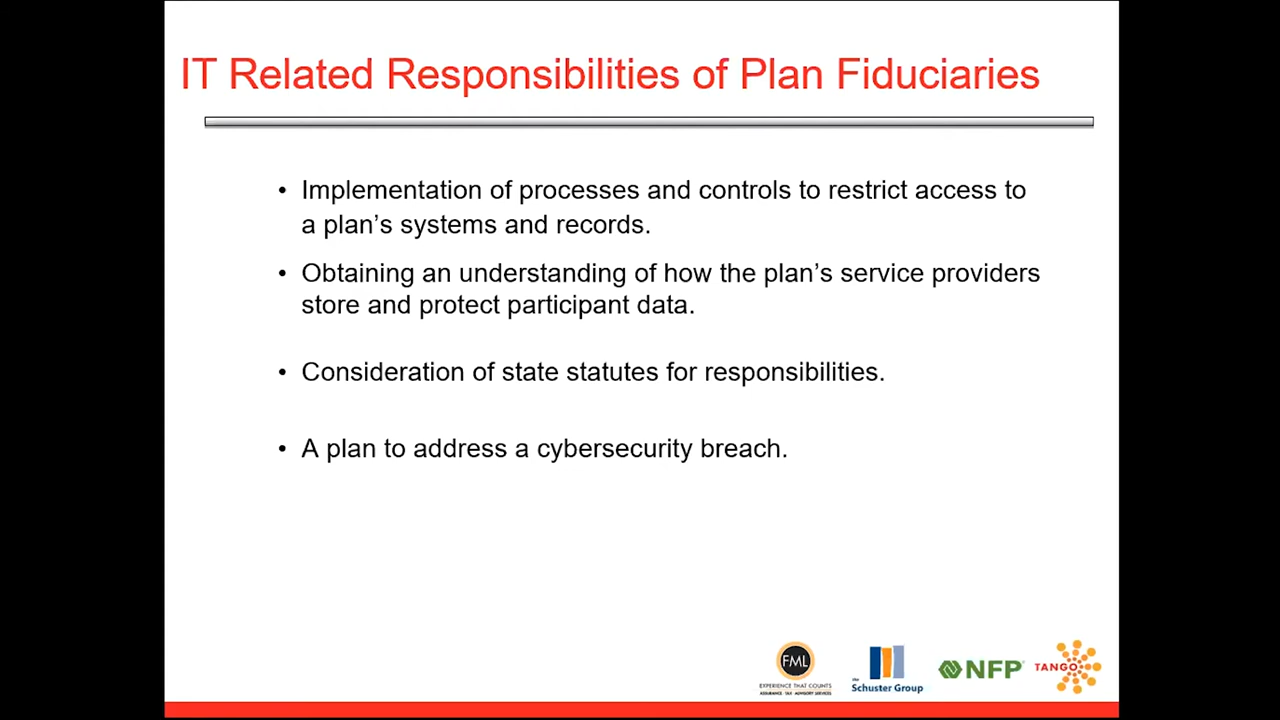 IT Related Responsibilities of Plan Fiduciaries
• Implementation of processes and controls to restrict access to
a plan’s systems and records.
• Obtaining an understanding of how the plan’s service providers
store and protect participant data.
• Consideration of state statutes for responsibilities.
• A plan to address a cybersecurity breach.
FML
EXPERIENCE THAT COUNTS
ASSURANCE · TAX · ADVISORY SERVICES
the
Schuster Group
NFP
TANGO